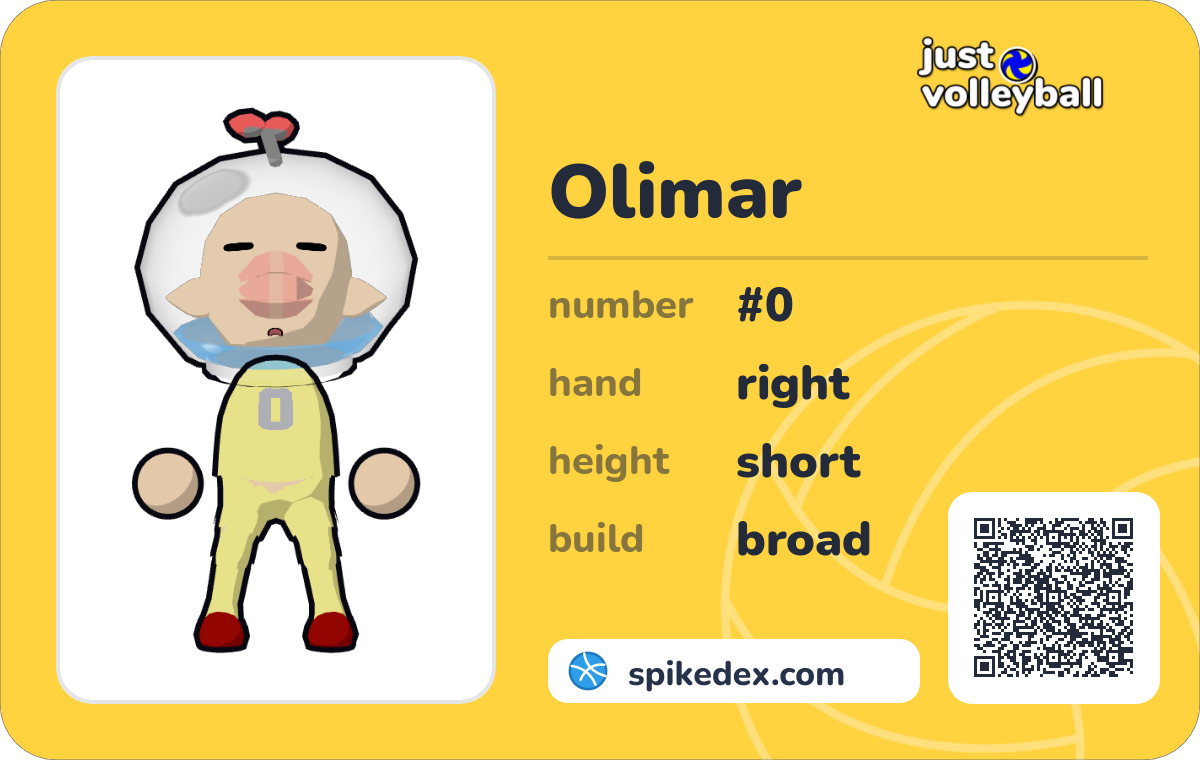 just
volleyball
Olimar
number #0
hand right
height short
build broad
0
spikedex.com